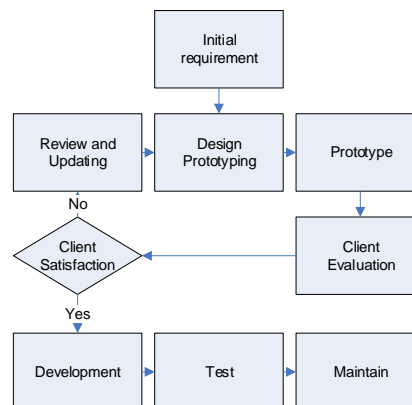 Initial
requirement
Review and
Updating
Design
Prototyping
Prototype
No
Client
Satisfaction
Client
Evaluation
Yes
Development
Test
Maintain